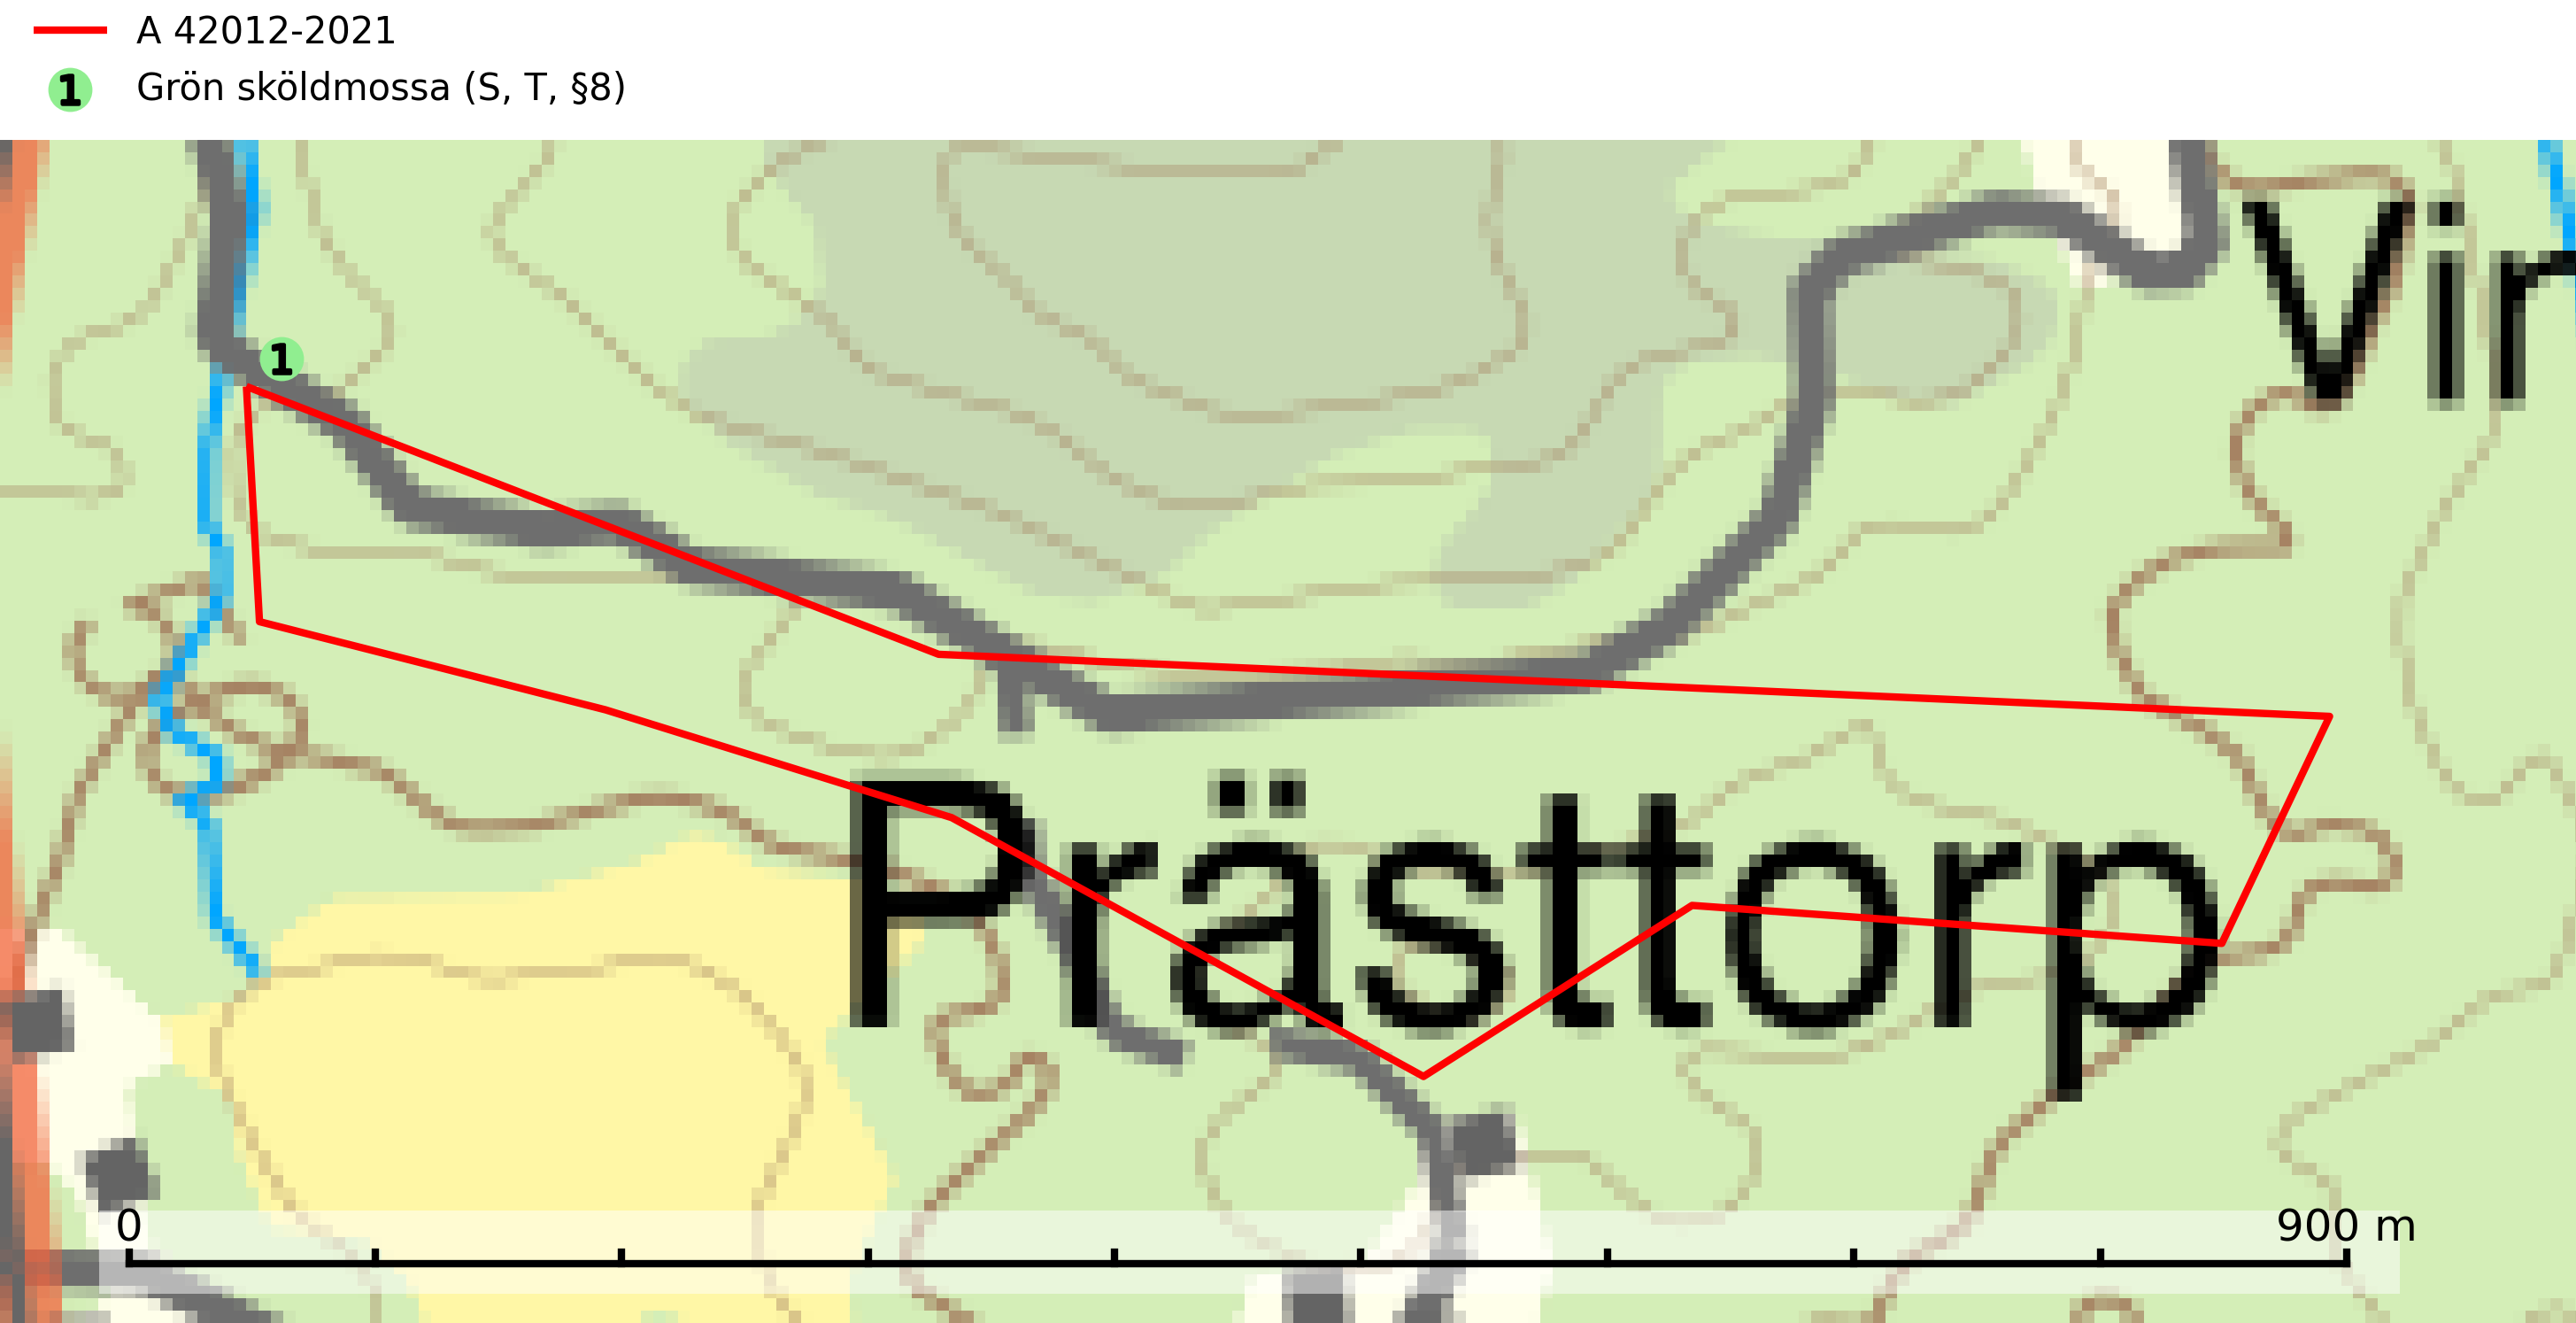 A 42012-2021
1 Grön sköldmossa (S, T, §8)
Vir
1
Prästtorp
0 900 m